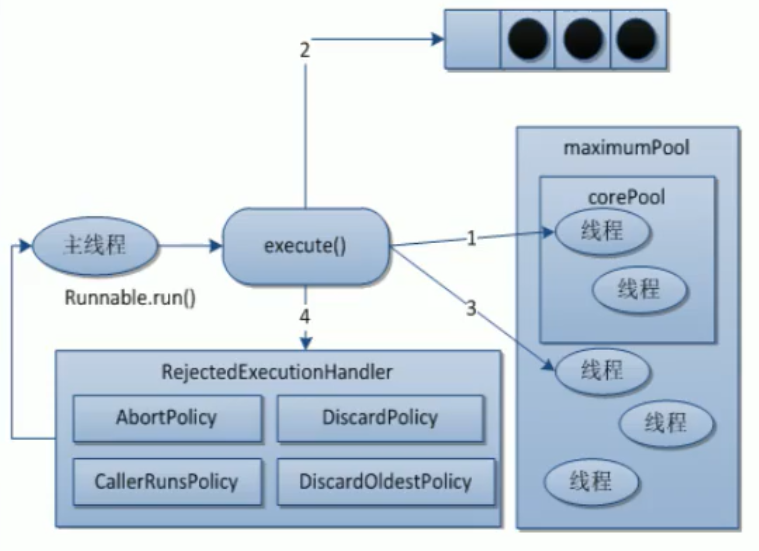 2
maximumPool
corePool
线程
线程
主线程
execute()
1
Runnable.run()
3
4
线程
线程
线程
RejectedExecutionHandler
AbortPolicy
DiscardPolicy
CallerRunsPolicy
DiscardOldestPolicy